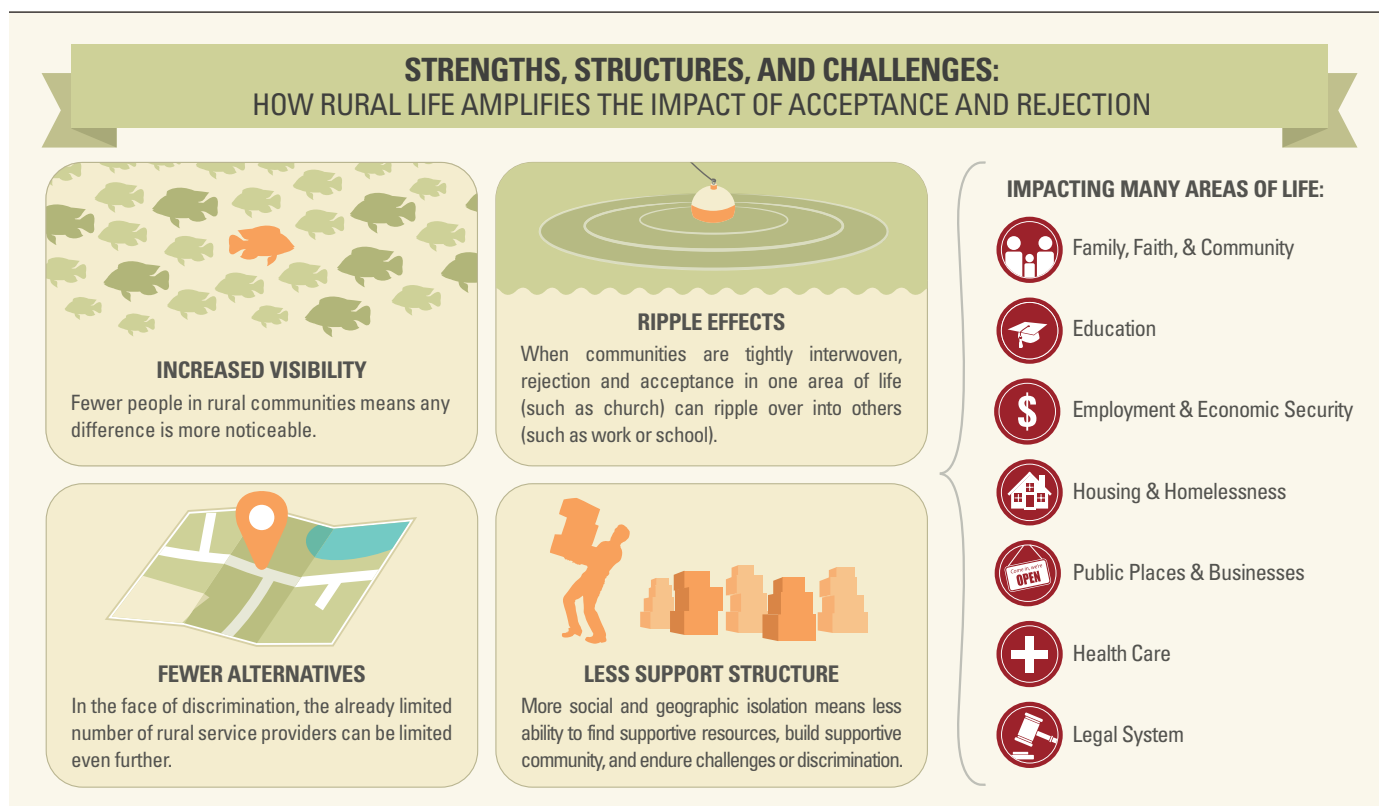 STRENGTHS, STRUCTURES, AND CHALLENGES:
HOW RURAL LIFE AMPLIFIES THE IMPACT OF ACCEPTANCE AND REJECTION
INCREASED VISIBILITY
Fewer people in rural communities means any
difference is more noticeable.
RIPPLE EFFECTS
When communities are tightly interwoven,
rejection and acceptance in one area of life
(such as church) can ripple over into others
(such as work or school).
FEWER ALTERNATIVES
In the face of discrimination, the already limited
number of rural service providers can be limited
even further.
LESS SUPPORT STRUCTURE
More social and geographic isolation means less
ability to find supportive resources, build supportive
community, and endure challenges or discrimination.
IMPACTING MANY AREAS OF LIFE:
Family, Faith, & Community
Education
$
Employment & Economic Security
Housing & Homelessness
Come in, we're
OPEN
Public Places & Businesses
Health Care
Legal System